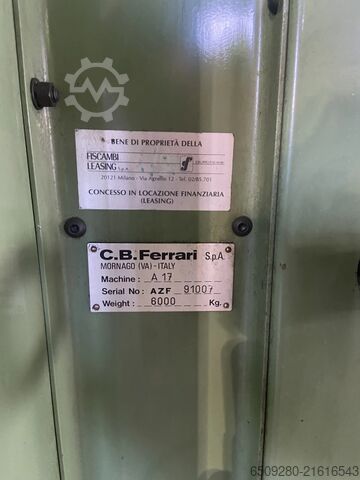 BENE DI PROPRIETÀ DELLA
FISCAMBI
LEASING S.p.A.
20121 Milano - Via Agnello 12 - Tel. 02/85.701
CONCESSO IN LOCAZIONE FINANZIARIA
(LEASING)
C.B.Ferrari S.p.A.
MORNAGO (VA)-ITALY
Machine : A 17
Serial No : AZF 91007
Weight : 6000 Kg.
6509280-21616543